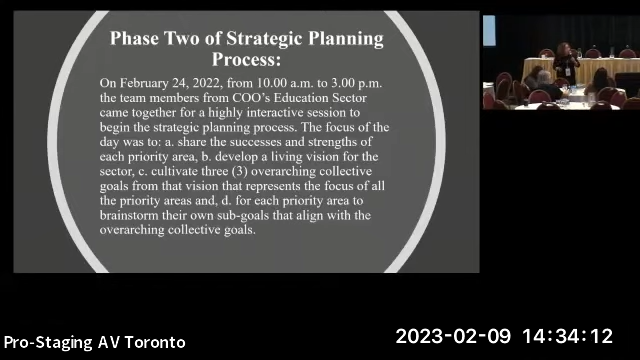 Phase Two of Strategic Planning
Process:
On February 24, 2022, from 10.00 a.m. to 3.00 p.m.
the team members from COO's Education Sector
came together for a highly interactive session to
begin the strategic planning process. The focus of the
day was to: a. share the successes and strengths of
each priority area, b. develop a living vision for the
sector, c. cultivate three (3) overarching collective
goals from that vision that represents the focus of all
the priority areas and, d. for each priority area to
brainstorm their own sub-goals that align with the
overarching collective goals.
Pro-Staging AV Toronto
2023-02-09 14:34:12